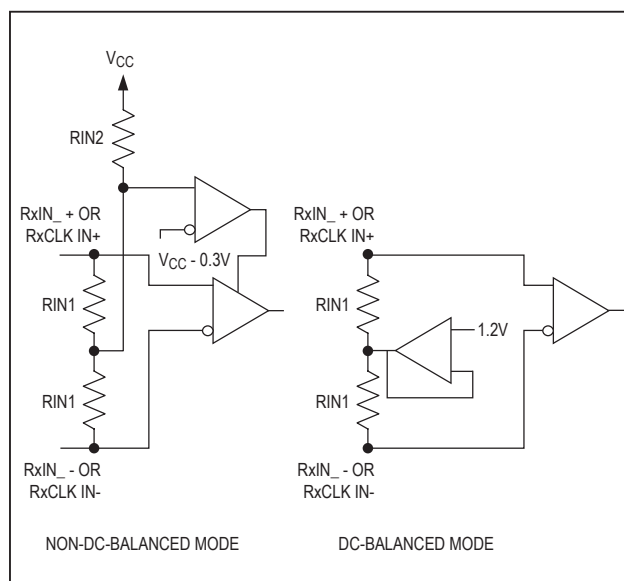 VCC
RIN2
RxIN_ + OR
RxCLK IN+
VCC - 0.3V
RIN1
RIN1
RxIN_ - OR
RxCLK IN-
NON-DC-BALANCED MODE
RxIN_ + OR
RxCLK IN+
RIN1
1.2V
RIN1
RxIN_ - OR
RxCLK IN-
DC-BALANCED MODE